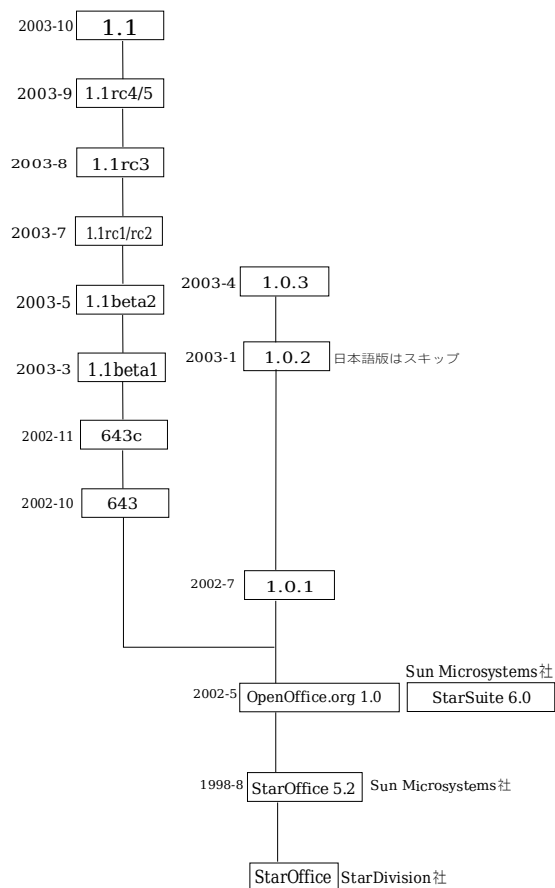 2003-10 1.1
2003-9 1.1rc4/5
2003-8 1.1rc3
2003-7 1.1rc1/rc2
2003-4 1.0.3
2003-5 1.1beta2
2003-1 1.0.2 日本語版はスキップ
2003-3 1.1beta1
2002-11 643c
2002-10 643
2002-7 1.0.1
Sun Microsystems社
2002-5 OpenOffice.org 1.0 StarSuite 6.0
1998-8 StarOffice 5.2 Sun Microsystems社
StarOffice StarDivision社